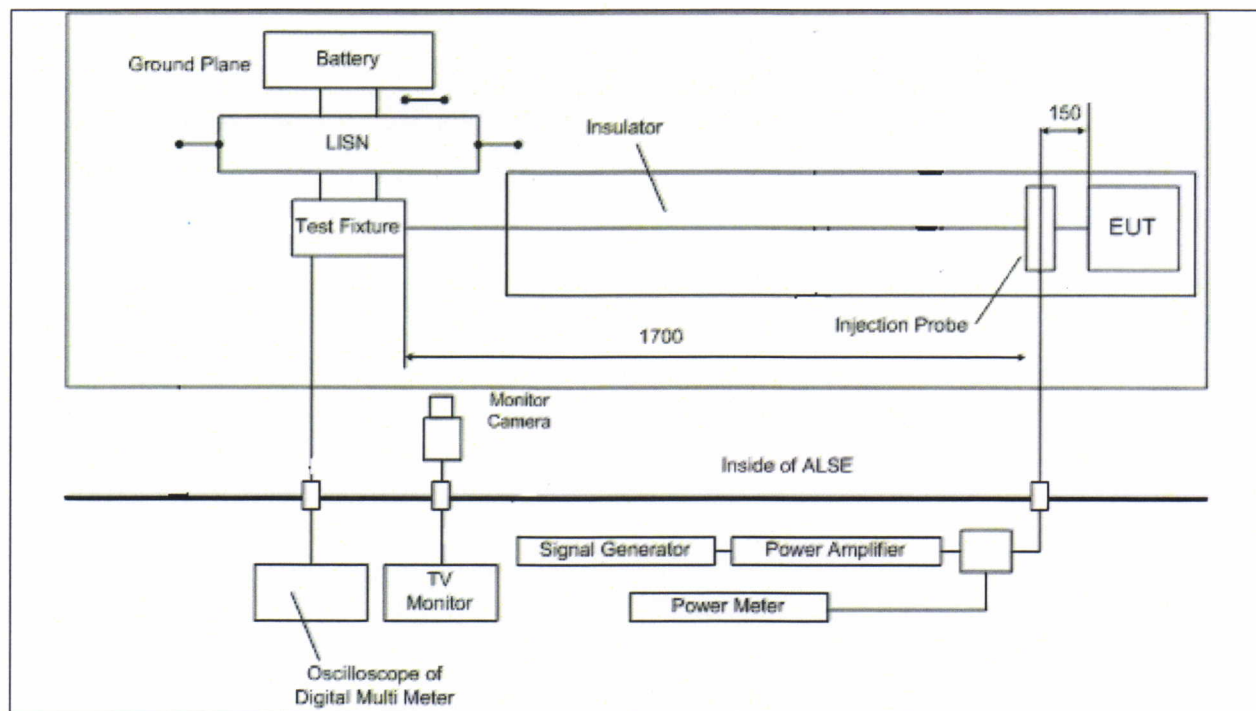 Battery
Ground Plane
LISN
150
Insulator
Test Fixture
EUT
Injection Probe
1700
Monitor
Camera
Inside of ALSE
Signal Generator
Power Amplifier
TV
Monitor
Power Meter
Oscilloscope of
Digital Multi Meter